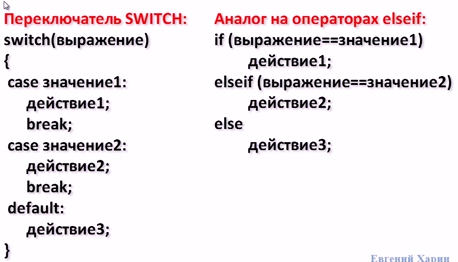 Переключатель SWITCH:
switch(выражение)
{
case значение1:
действие1;
break;
case значение2:
действие2;
break;
default:
действие3;
}
Аналог на операторах elseif:
if (выражение==значение1)
действие1;
elseif (выражение==значение2)
действие2;
else
действие3;
Евгений Харин